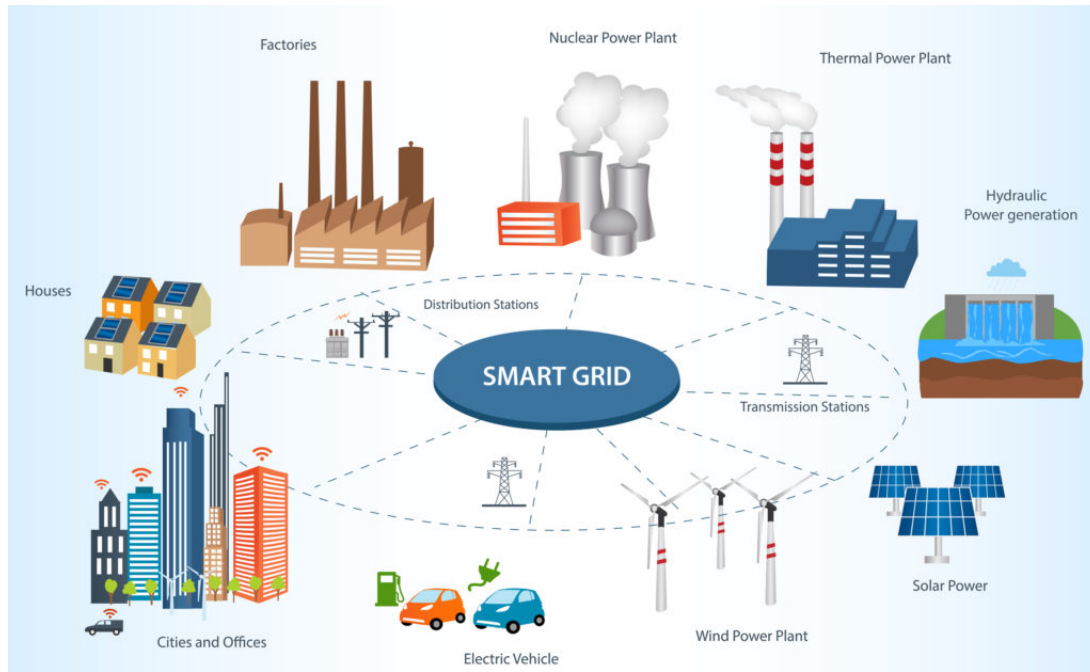 Factories
Nuclear Power Plant
Thermal Power Plant
Hydraulic
Power generation
Houses
Distribution Stations
SMART GRID
Transmission Stations
Solar Power
Wind Power Plant
Cities and Offices
Electric Vehicle